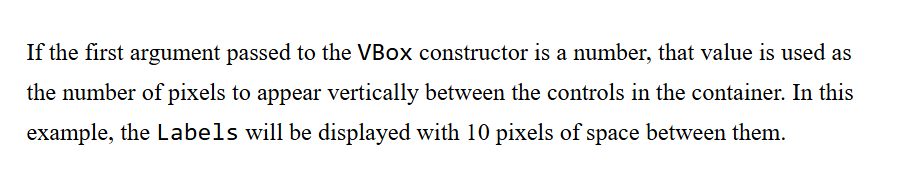 If the first argument passed to the VBox constructor is a number, that value is used as
the number of pixels to appear vertically between the controls in the container. In this
example, the Labels will be displayed with 10 pixels of space between them.